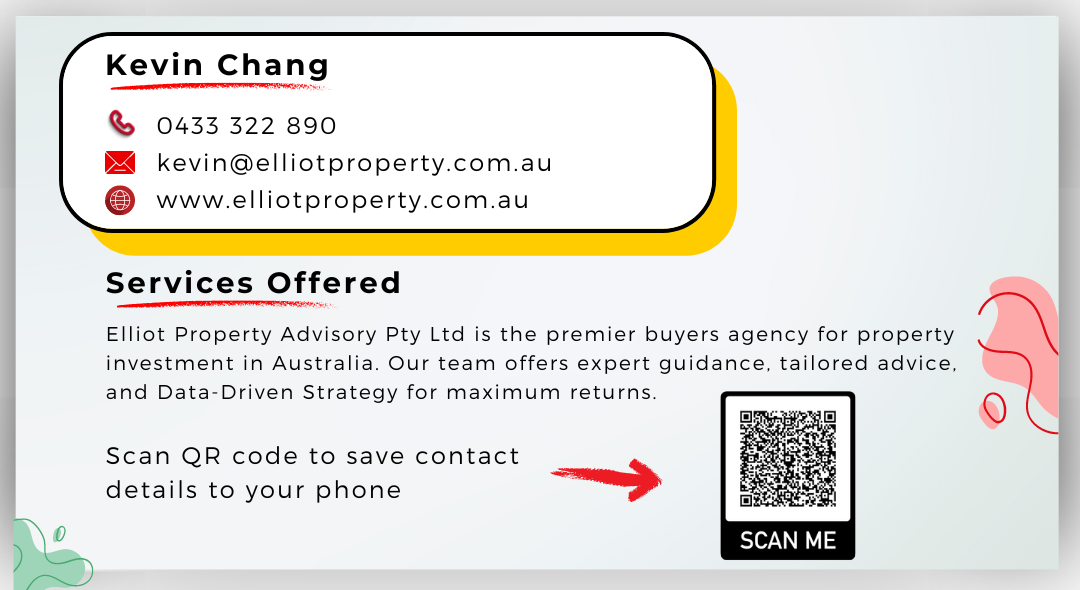 Kevin Chang
0433 322 890
kevin@elliotproperty.com.au
www.elliotproperty.com.au
Services Offered
Elliot Property Advisory Pty Ltd is the premier buyers agency for property
investment in Australia. Our team offers expert guidance, tailored advice,
and Data-Driven Strategy for maximum returns.
Scan QR code to save contact
details to your phone
SCAN ME